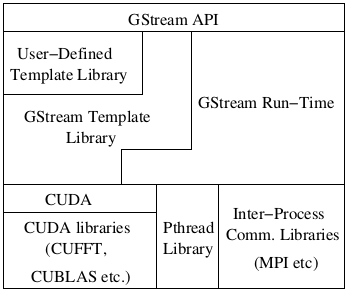 GStream API
User−Defined
Template Library
GStream Template
Library
GStream Run−Time
CUDA
CUDA libraries
(CUFFT,
CUBLAS etc.)
Pthread
Library
Inter−Process
Comm. Libraries
(MPI etc)